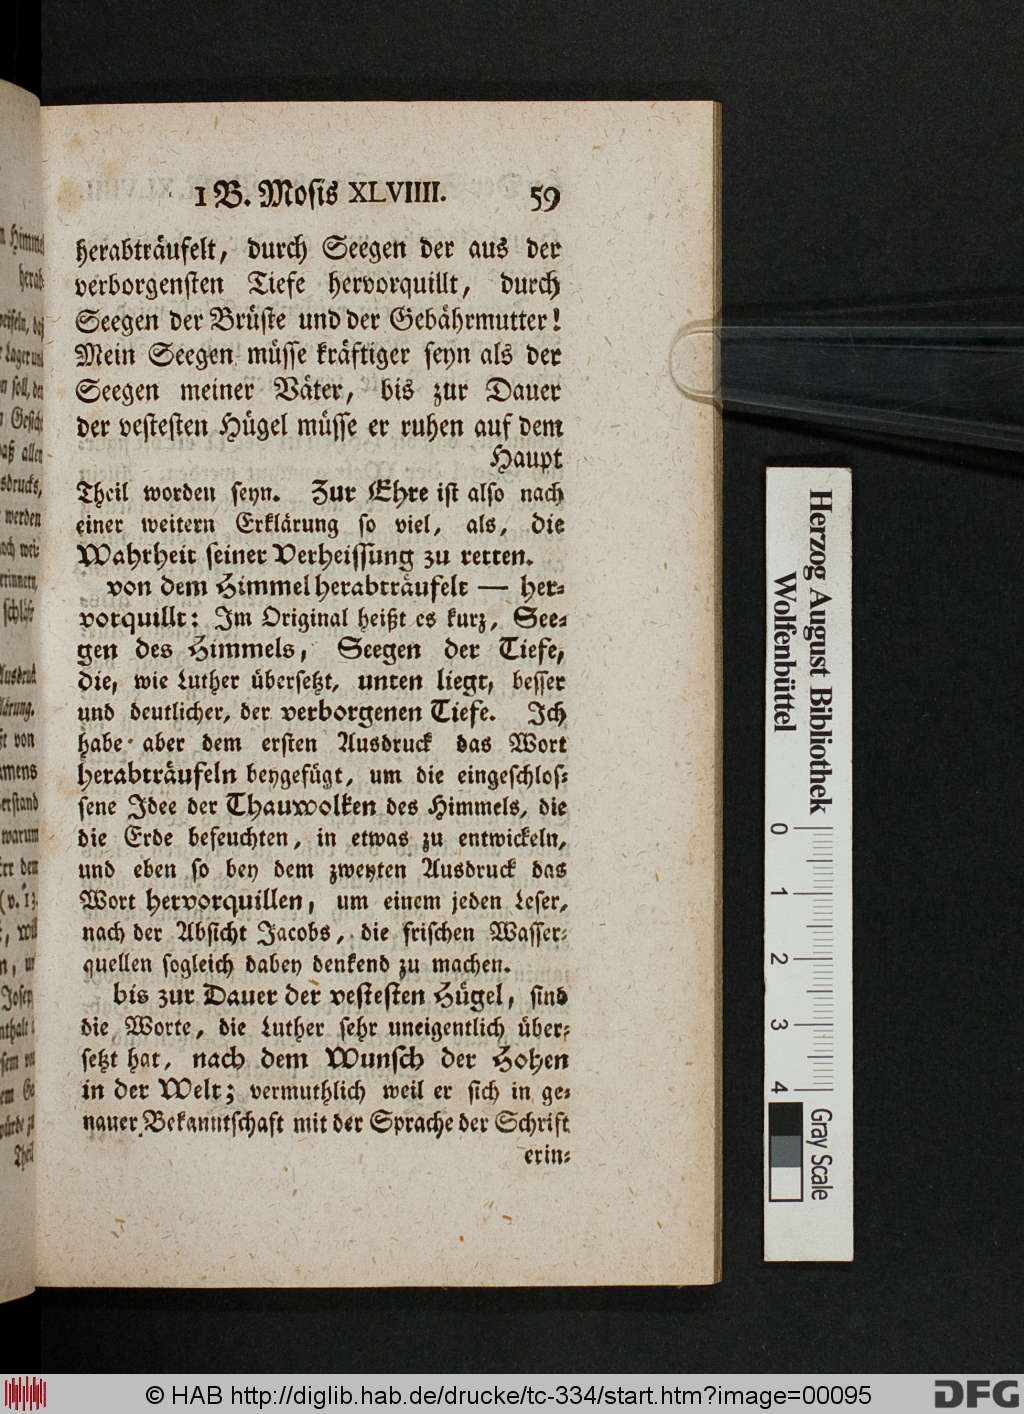 1 B. Mosis XLVIIII. 59
herabträufelt, durch Seegen der aus der
verborgensten Tiefe hervorquillt, durch
Seegen der Brüste und der Gebährmutter!
Mein Seegen müsse kräftiger seyn als der
Seegen meiner Väter, bis zur Dauer
der vestesten Hügel müsse er ruhen auf dem
Haupt
Theil worden seyn. Zur Ehre ist also nach
einer weitern Erklärung so viel, als, die
Wahrheit seiner Verheissung zu retten.
von dem Himmel herabträufelt — her-
vorquillt: Im Original heißt es kurz, See-
gen des Himmels, Seegen der Tiefe,
die, wie Luther übersetzt, unten liegt, besser
und deutlicher, der verborgenen Tiefe. Ich
habe aber dem ersten Ausdruck das Wort
herabträufeln beygefügt, um die eingeschlos-
sene Idee der Thauwolken des Himmels, die
die Erde befeuchten, in etwas zu entwickeln,
und eben so bey dem zweyten Ausdruck das
Wort hervorquillen, um einem jeden Leser,
nach der Absicht Jacobs, die frischen Wasser-
quellen sogleich dabey denkend zu machen.
bis zur Dauer der vestesten Hügel, sind
die Worte, die Luther sehr uneigentlich über-
setzt hat, nach dem Wunsch der Hohen
in der Welt; vermuthlich weil er sich in ge-
nauer Bekanntschaft mit der Sprache der Schrift
erin-
Herzog August Bibliothek
Wolfenbüttel
0 1 2 3 4
Gray Scale
© HAB http://diglib.hab.de/drucke/tc-334/start.htm?image=00095
DFG